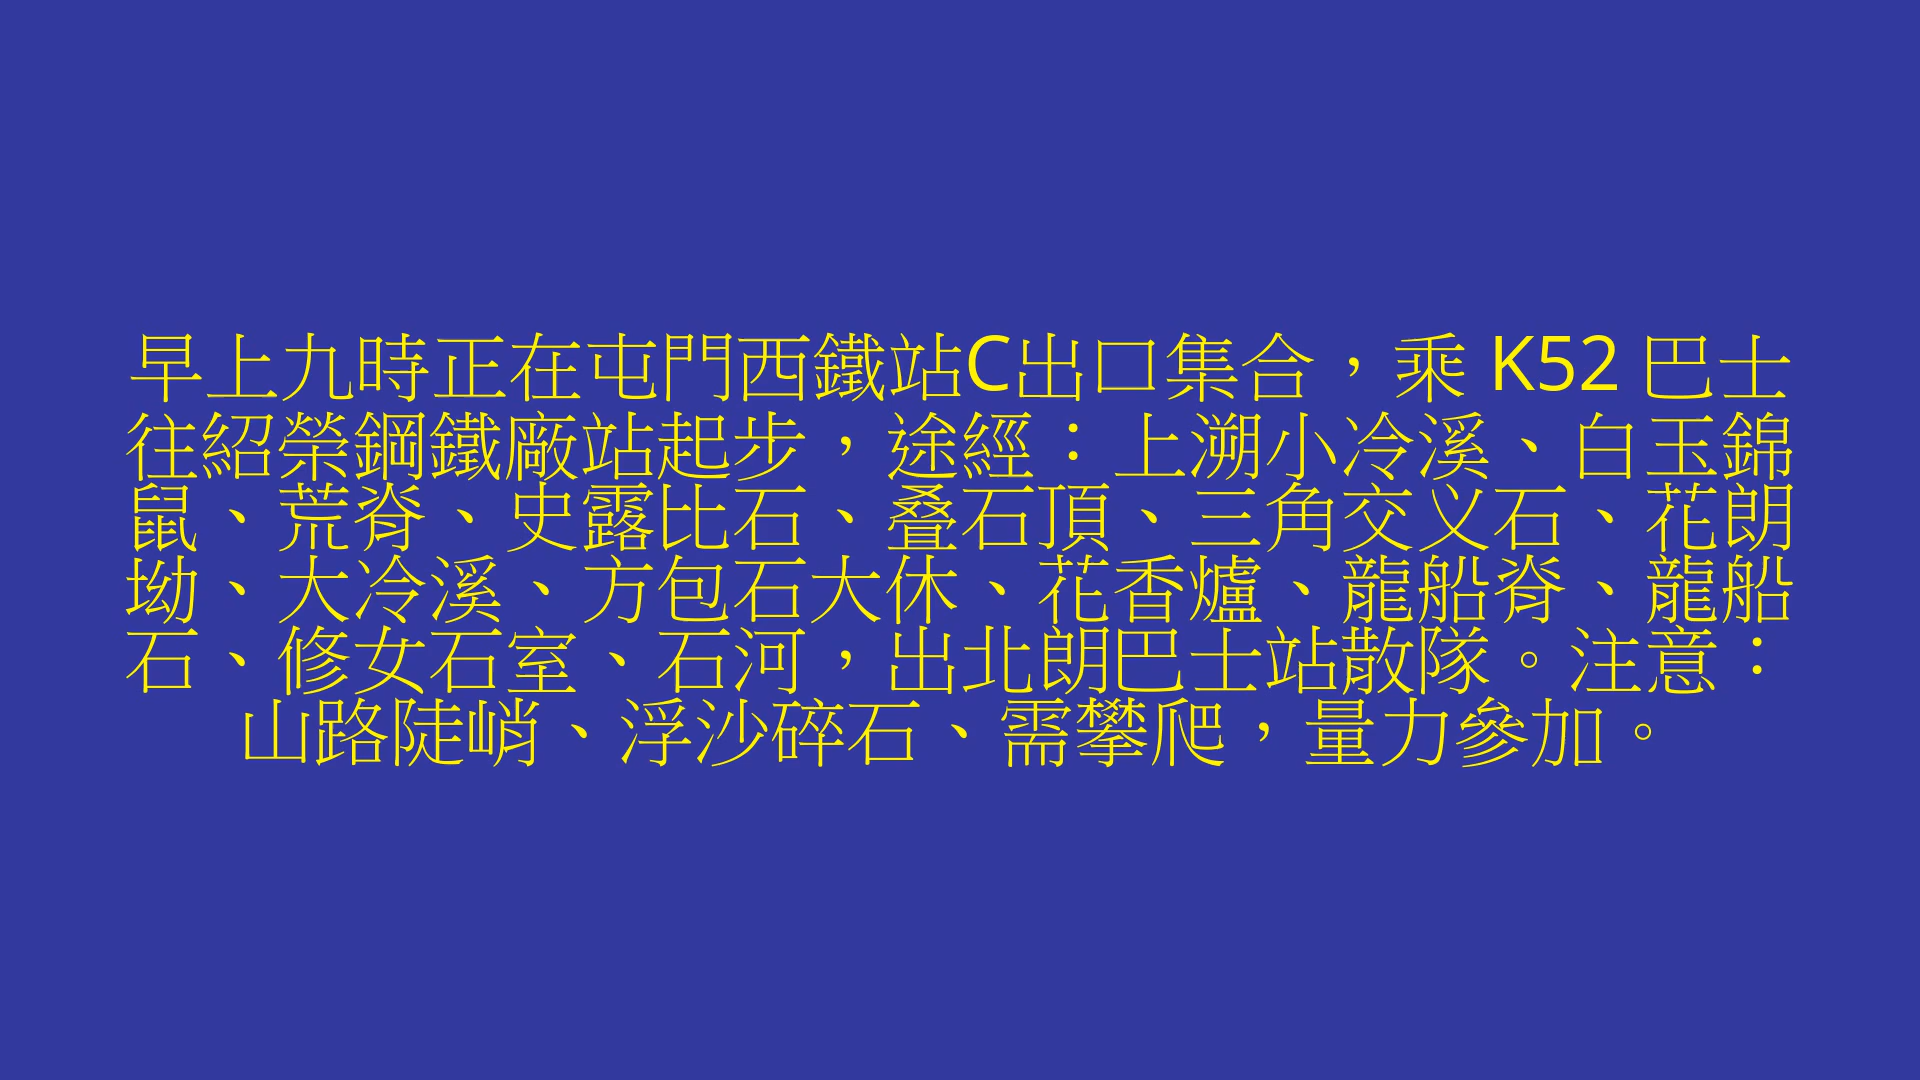 早上九時正在屯門西鐵站C出口集合，乘 K52 巴士
往紹榮鋼鐵廠站起步，途經：上溯小冷溪、白玉錦
鼠、荒脊、史露比石、叠石頂、三角交叉石、花朗
坳、大冷溪、方包石大休、花香爐、龍船脊、龍船
石、修女石室、石河，出北朗巴士站散隊。注意：
山路陡峭、浮沙碎石、需攀爬，量力參加。